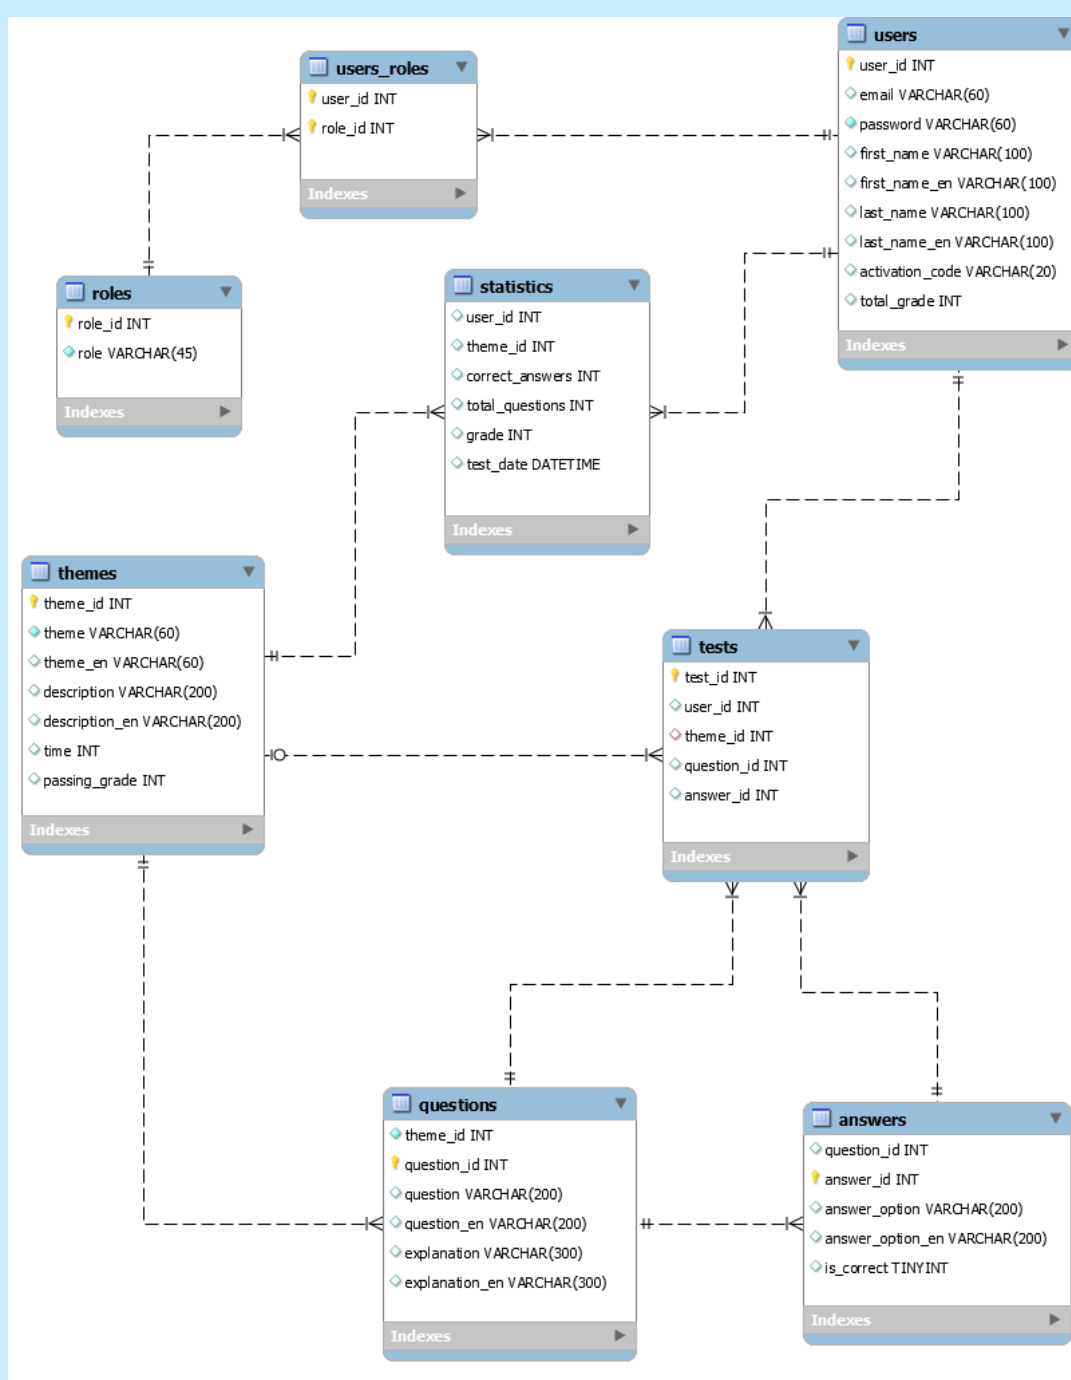 users
user_id INT
email VARCHAR(60)
password VARCHAR(60)
first_name VARCHAR(100)
first_name_en VARCHAR(100)
last_name VARCHAR(100)
last_name_en VARCHAR(100)
activation_code VARCHAR(20)
total_grade INT
Indexes
users_roles
user_id INT
role_id INT
Indexes
roles
role_id INT
role VARCHAR(45)
Indexes
statistics
user_id INT
theme_id INT
correct_answers INT
total_questions INT
grade INT
test_date DATETIME
Indexes
themes
theme_id INT
theme VARCHAR(60)
theme_en VARCHAR(60)
description VARCHAR(200)
description_en VARCHAR(200)
time INT
passing_grade INT
Indexes
tests
test_id INT
user_id INT
theme_id INT
question_id INT
answer_id INT
Indexes
questions
theme_id INT
question_id INT
question VARCHAR(200)
question_en VARCHAR(200)
explanation VARCHAR(300)
explanation_en VARCHAR(300)
Indexes
answers
question_id INT
answer_id INT
answer_option VARCHAR(200)
answer_option_en VARCHAR(200)
is_correct TINYINT
Indexes